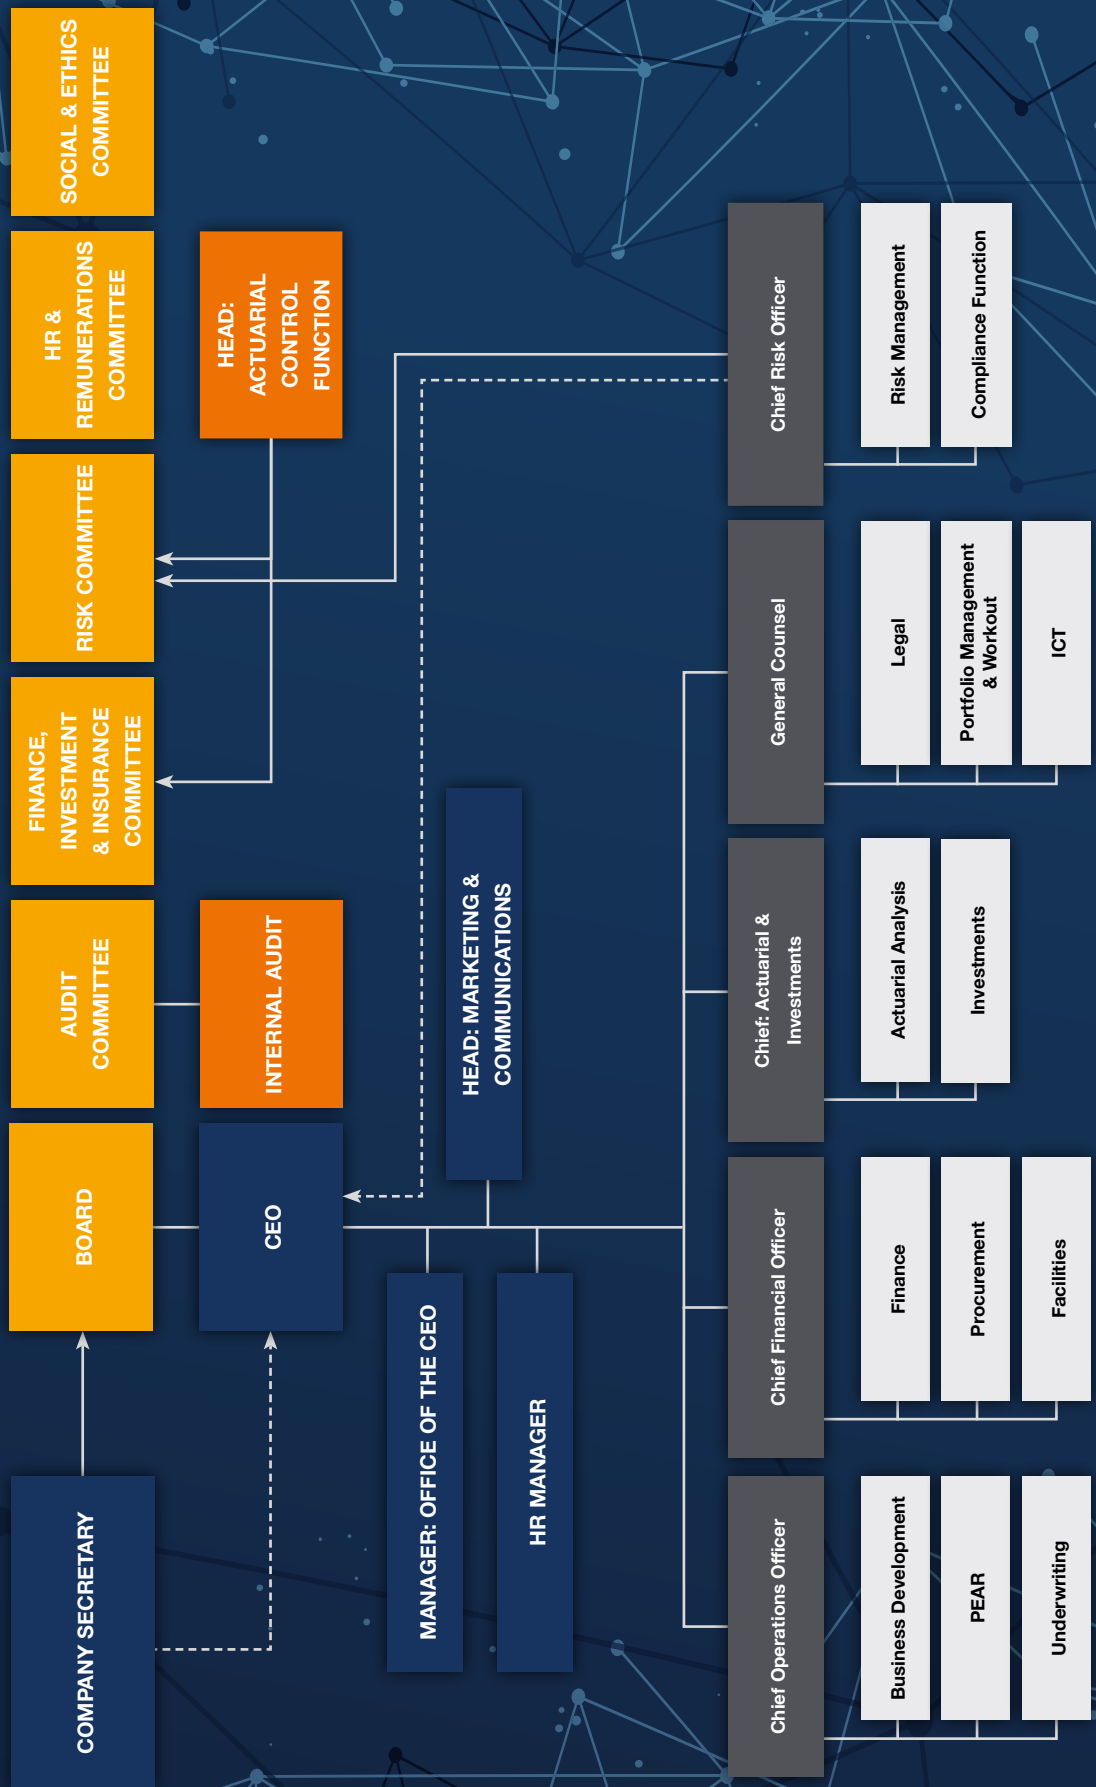 COMPANY SECRETARY
BOARD
AUDIT
COMMITTEE
FINANCE,
INVESTMENT
& INSURANCE
COMMITTEE
RISK COMMITTEE
HR &
REMUNERATIONS
COMMITTEE
SOCIAL & ETHICS
COMMITTEE
CEO
INTERNAL AUDIT
HEAD:
ACTUARIAL
CONTROL
FUNCTION
MANAGER: OFFICE OF THE CEO
HEAD: MARKETING &
COMMUNICATIONS
HR MANAGER
Chief Operations Officer
Chief Financial Officer
Chief: Actuarial &
Investments
General Counsel
Chief Risk Officer
Business Development
PEAR
Underwriting
Finance
Procurement
Facilities
Actuarial Analysis
Investments
Legal
Portfolio Management
& Workout
ICT
Risk Management
Compliance Function